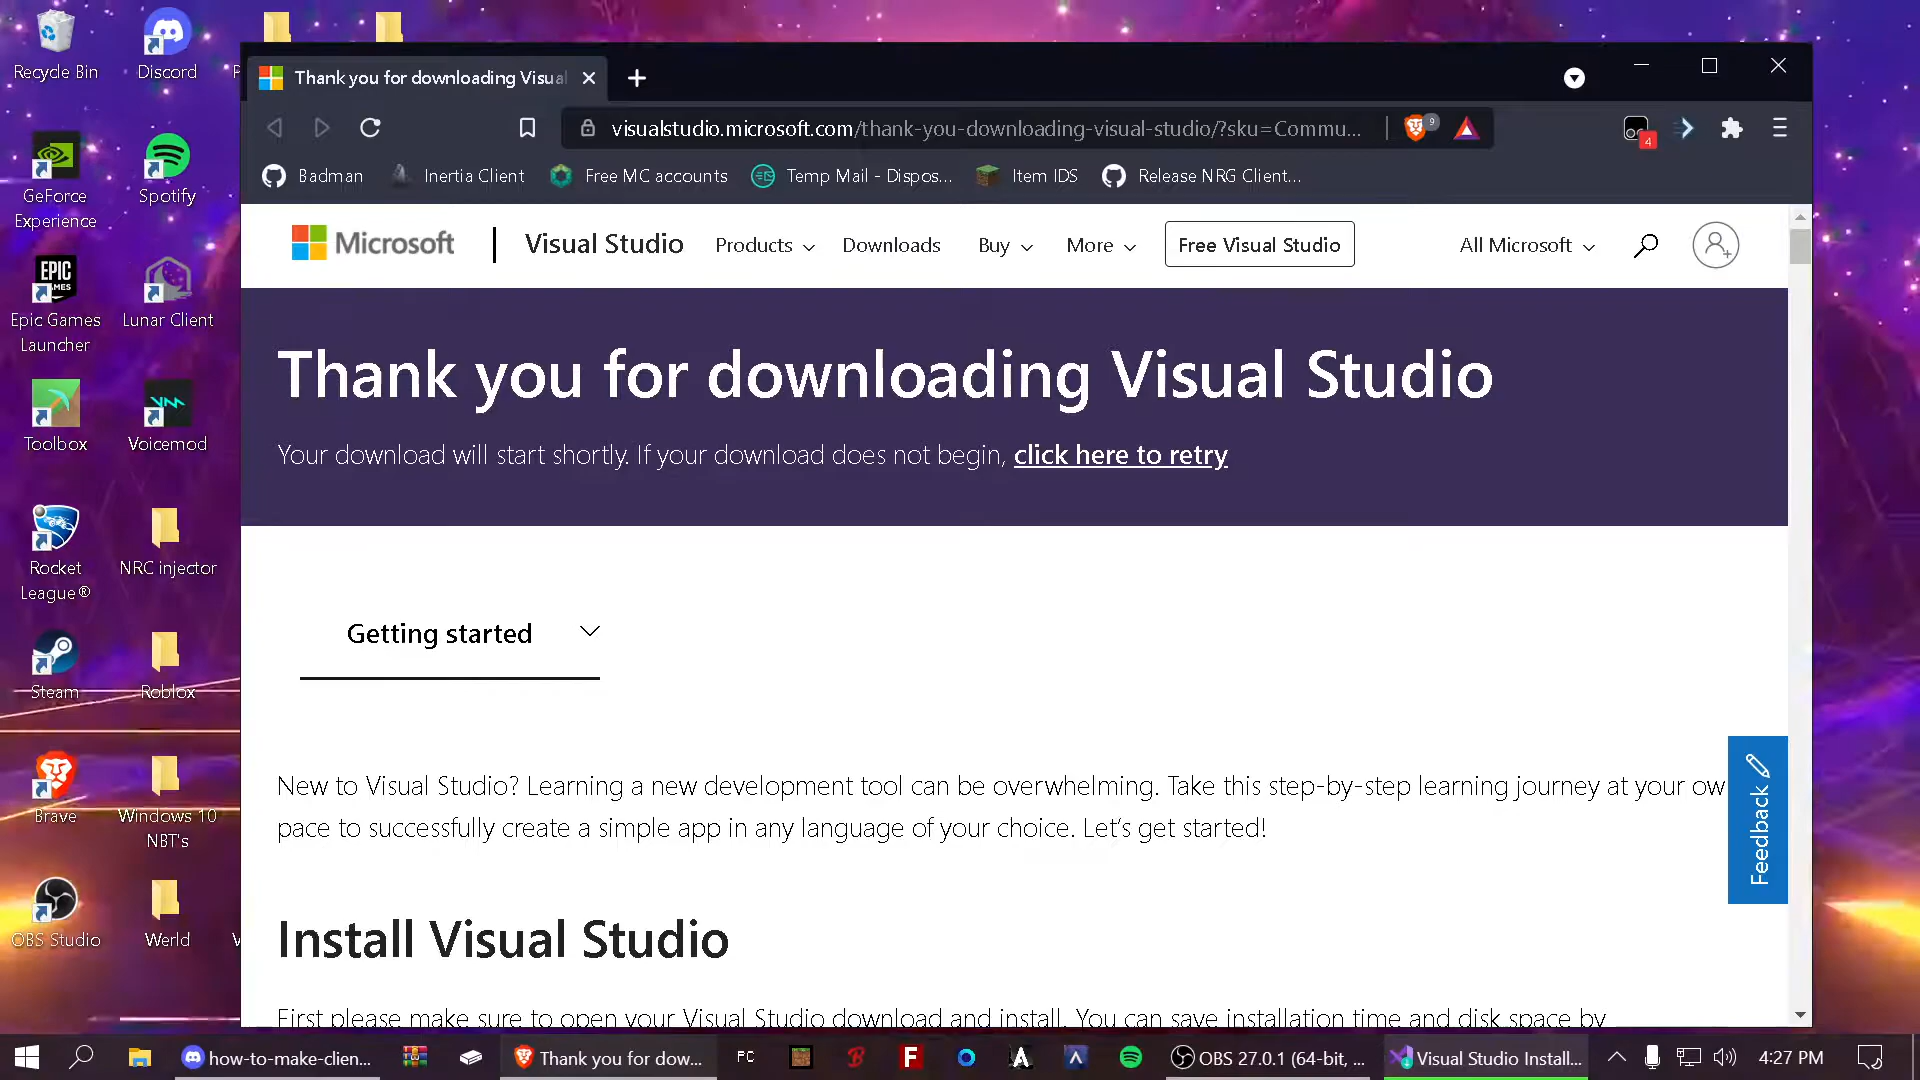 Recycle Bin
Discord
GeForce
Experience
Spotify
EPIC
GAMES
Epic Games
Launcher
Lunar Client
Toolbox
Voicemod
Rocket
League®
NRC injector
Steam
Roblox
Brave
Windows 10
NBT's
OBS Studio
Werld
Thank you for downloading Visual
visualstudio.microsoft.com/thank-you-downloading-visual-studio/?sku=Commu...
9
4
Badman
Inertia Client
Free MC accounts
Temp Mail - Dispos...
Item IDS
Release NRG Client...
Microsoft
Visual Studio
Products
Downloads
Buy
More
Free Visual Studio
All Microsoft
Thank you for downloading Visual Studio
Your download will start shortly. If your download does not begin, click here to retry
Getting started
New to Visual Studio? Learning a new development tool can be overwhelming. Take this step-by-step learning journey at your ow
pace to successfully create a simple app in any language of your choice. Let's get started!
Feedback
Install Visual Studio
First please make sure to open your Visual Studio download and install. You can save installation time and disk space by
how-to-make-clien...
Thank you for dow...
OBS 27.0.1 (64-bit, ...
Visual Studio Install...
4:27 PM